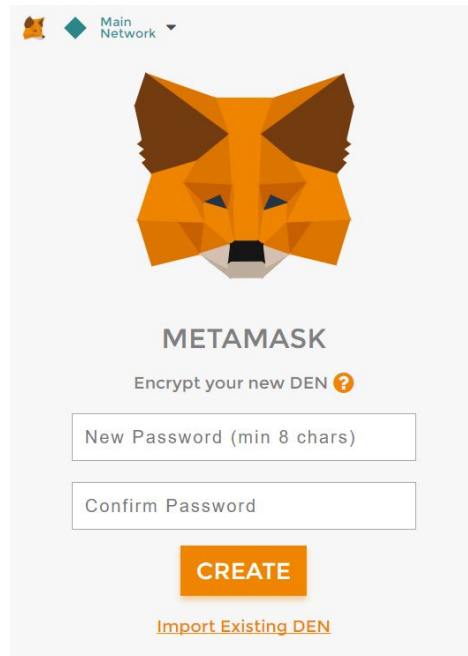 Main
Network
METAMASK
Encrypt your new DEN ?
New Password (min 8 chars)
Confirm Password
CREATE
Import Existing DEN